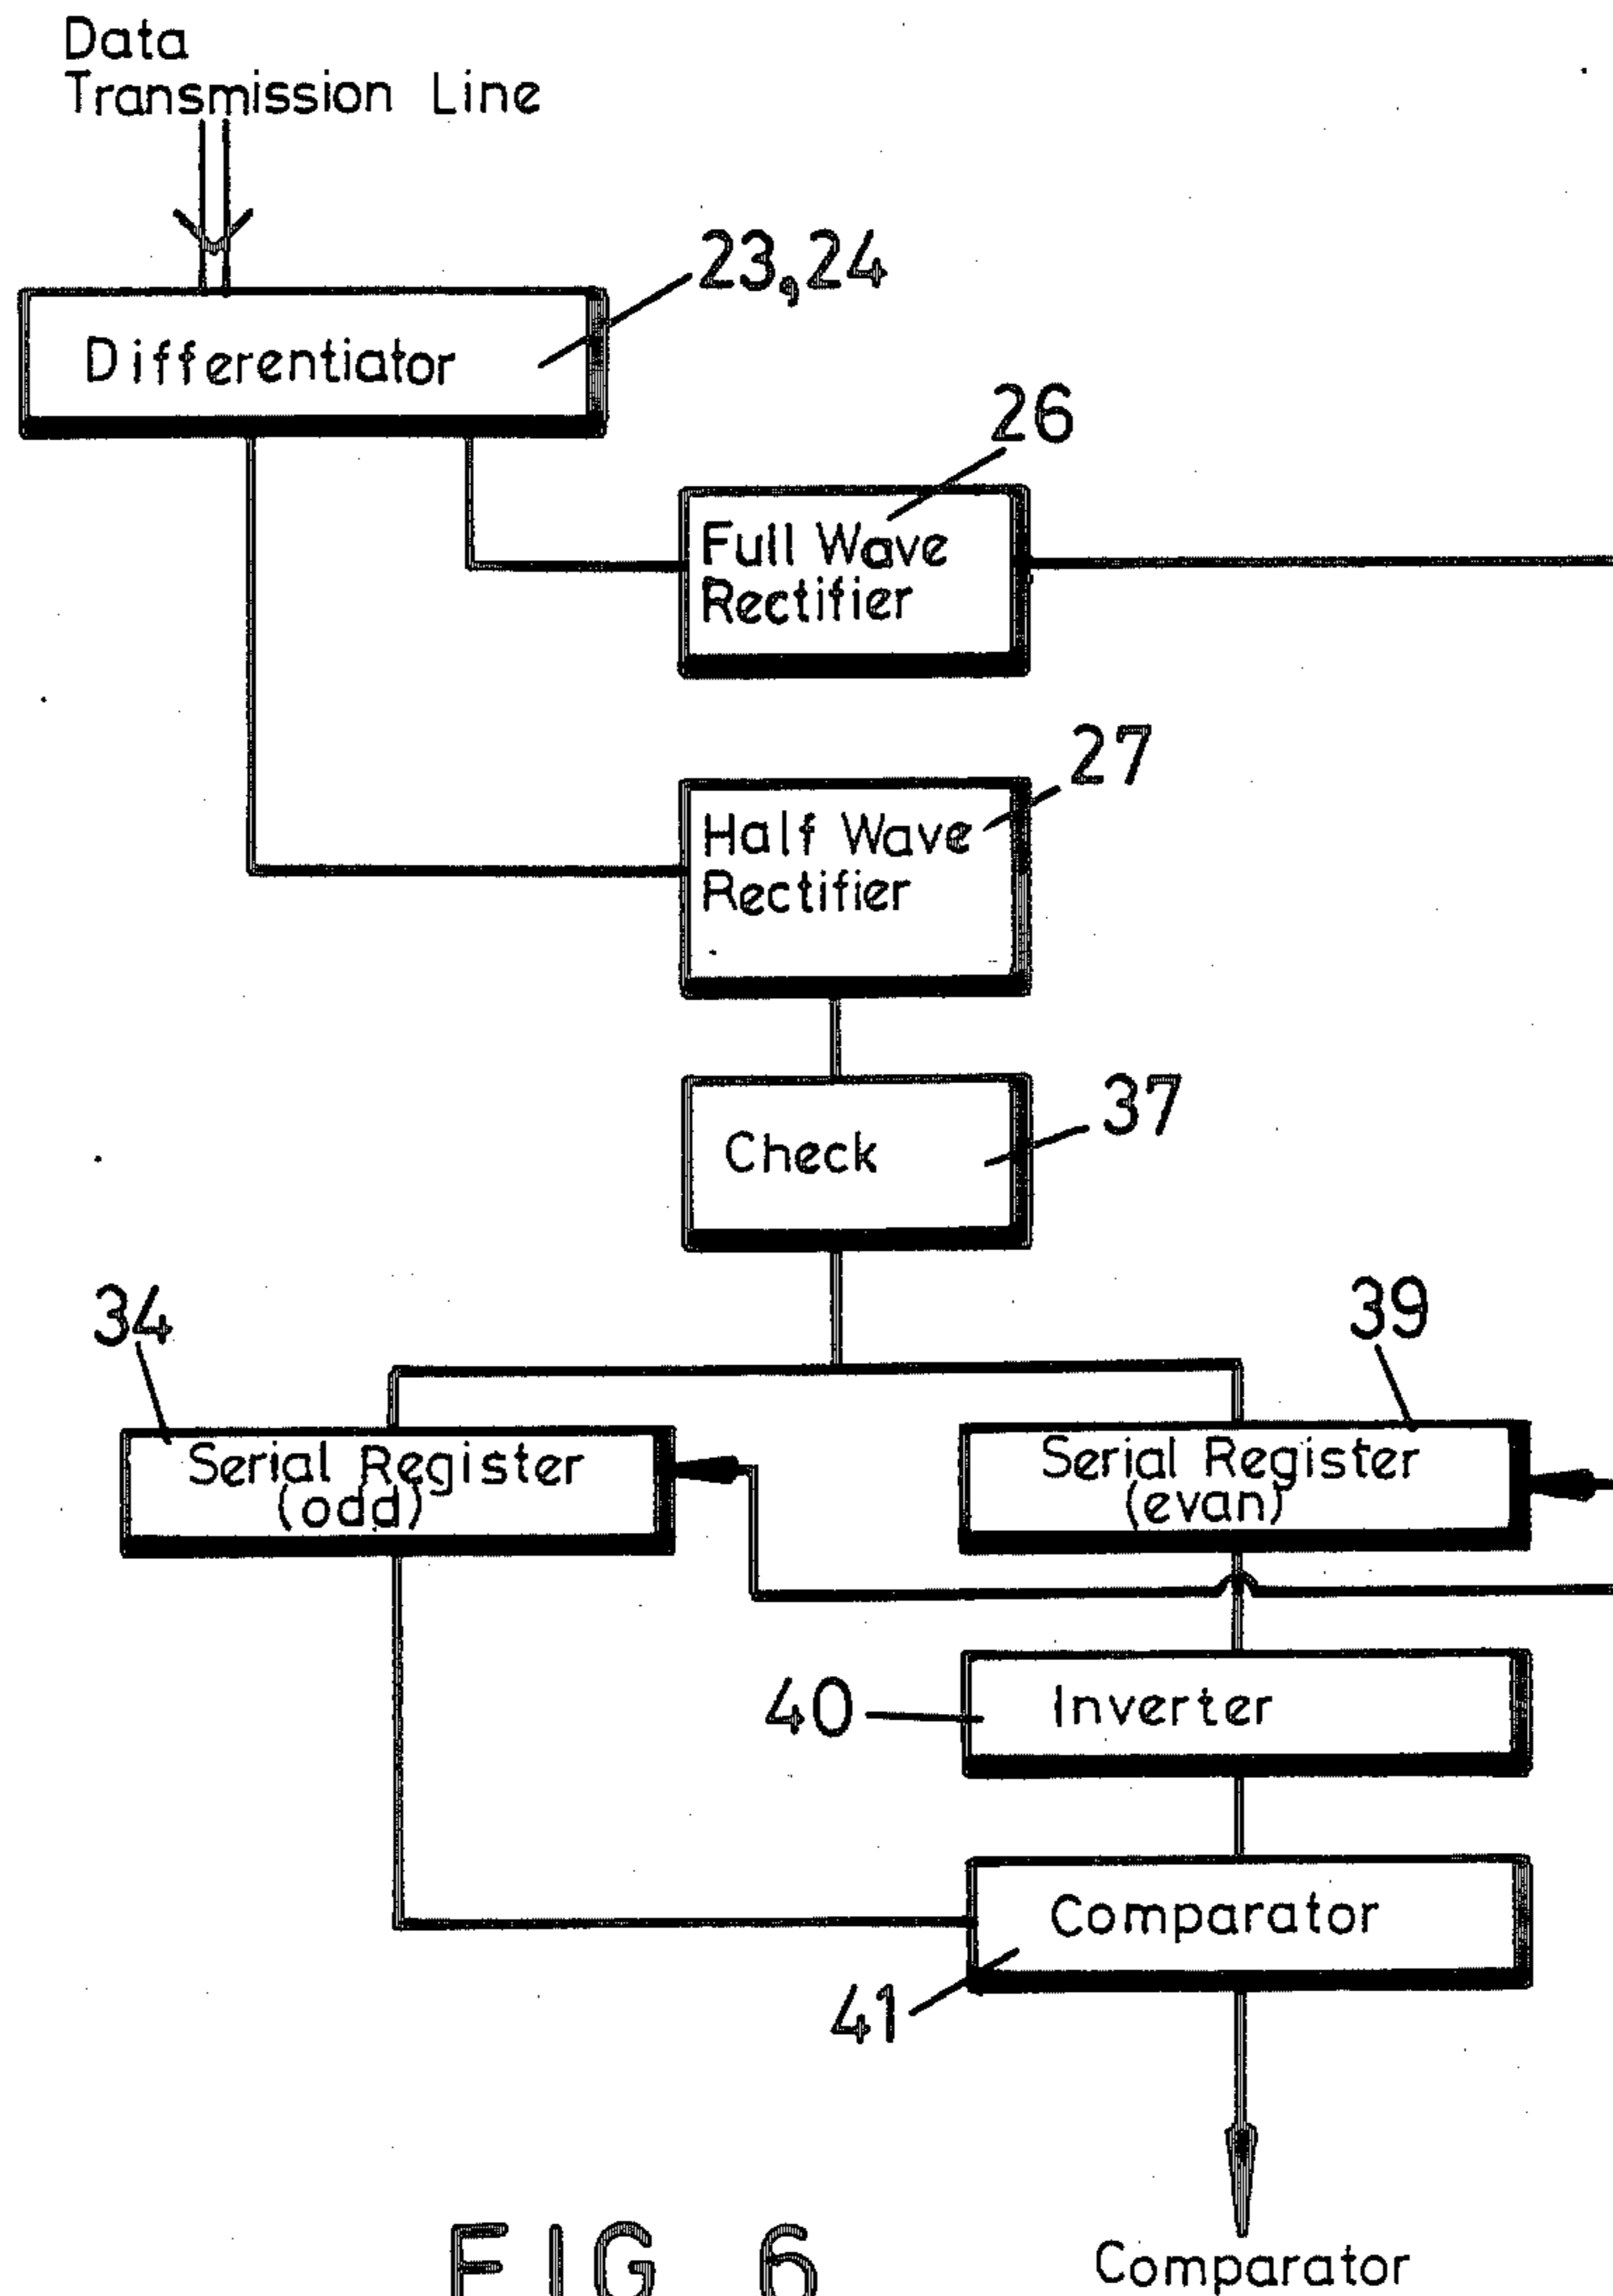 Data
Transmission Line
23,24
Differentiator
26
Full Wave
Rectifier
27
Half Wave
Rectifier
37
Check
34
39
Serial Register
(odd)
Serial Register
(evan)
40
Inverter
Comparator
41
FIG 6
Comparator